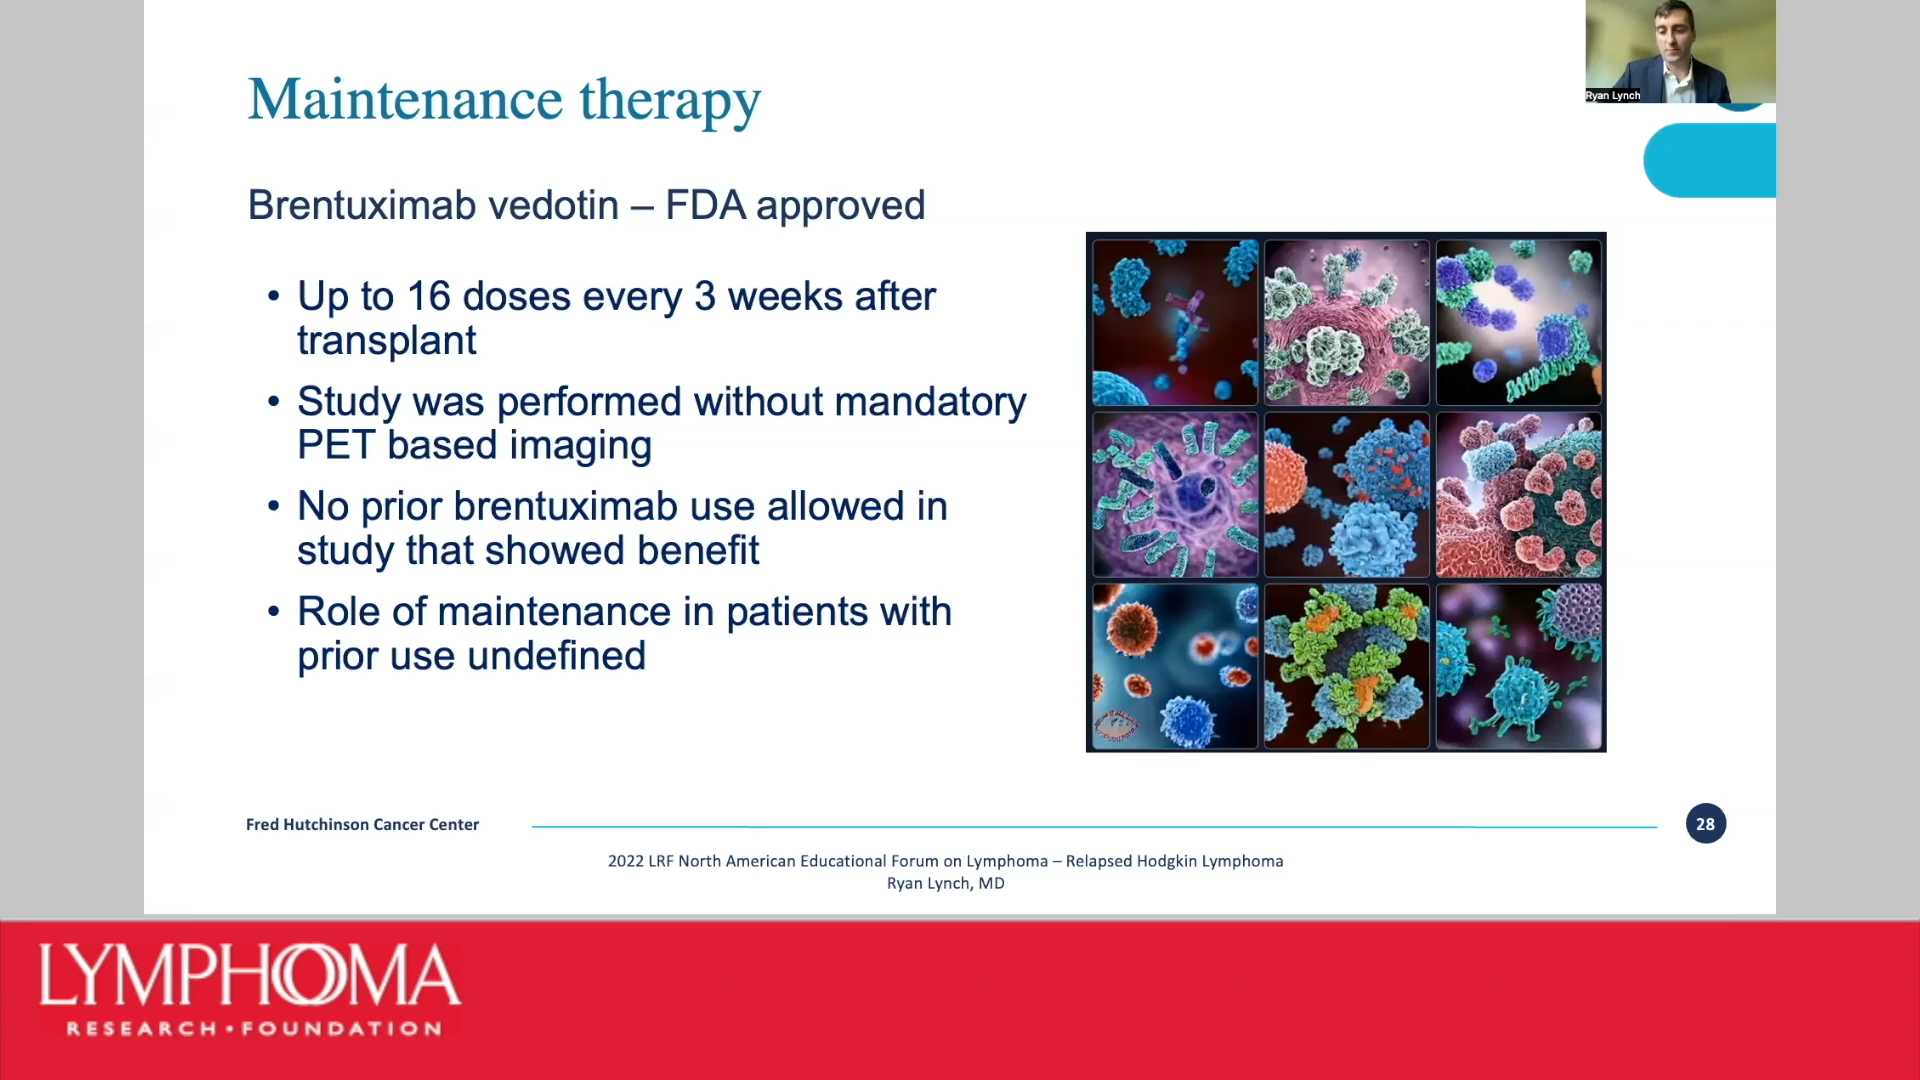 Ryan Lynch
Maintenance therapy
Brentuximab vedotin – FDA approved
• Up to 16 doses every 3 weeks after
transplant
• Study was performed without mandatory
PET based imaging
• No prior brentuximab use allowed in
study that showed benefit
• Role of maintenance in patients with
prior use undefined
Fred Hutchinson Cancer Center
28
2022 LRF North American Educational Forum on Lymphoma – Relapsed Hodgkin Lymphoma
Ryan Lynch, MD
LYMPHOMA
RESEARCH • FOUNDATION